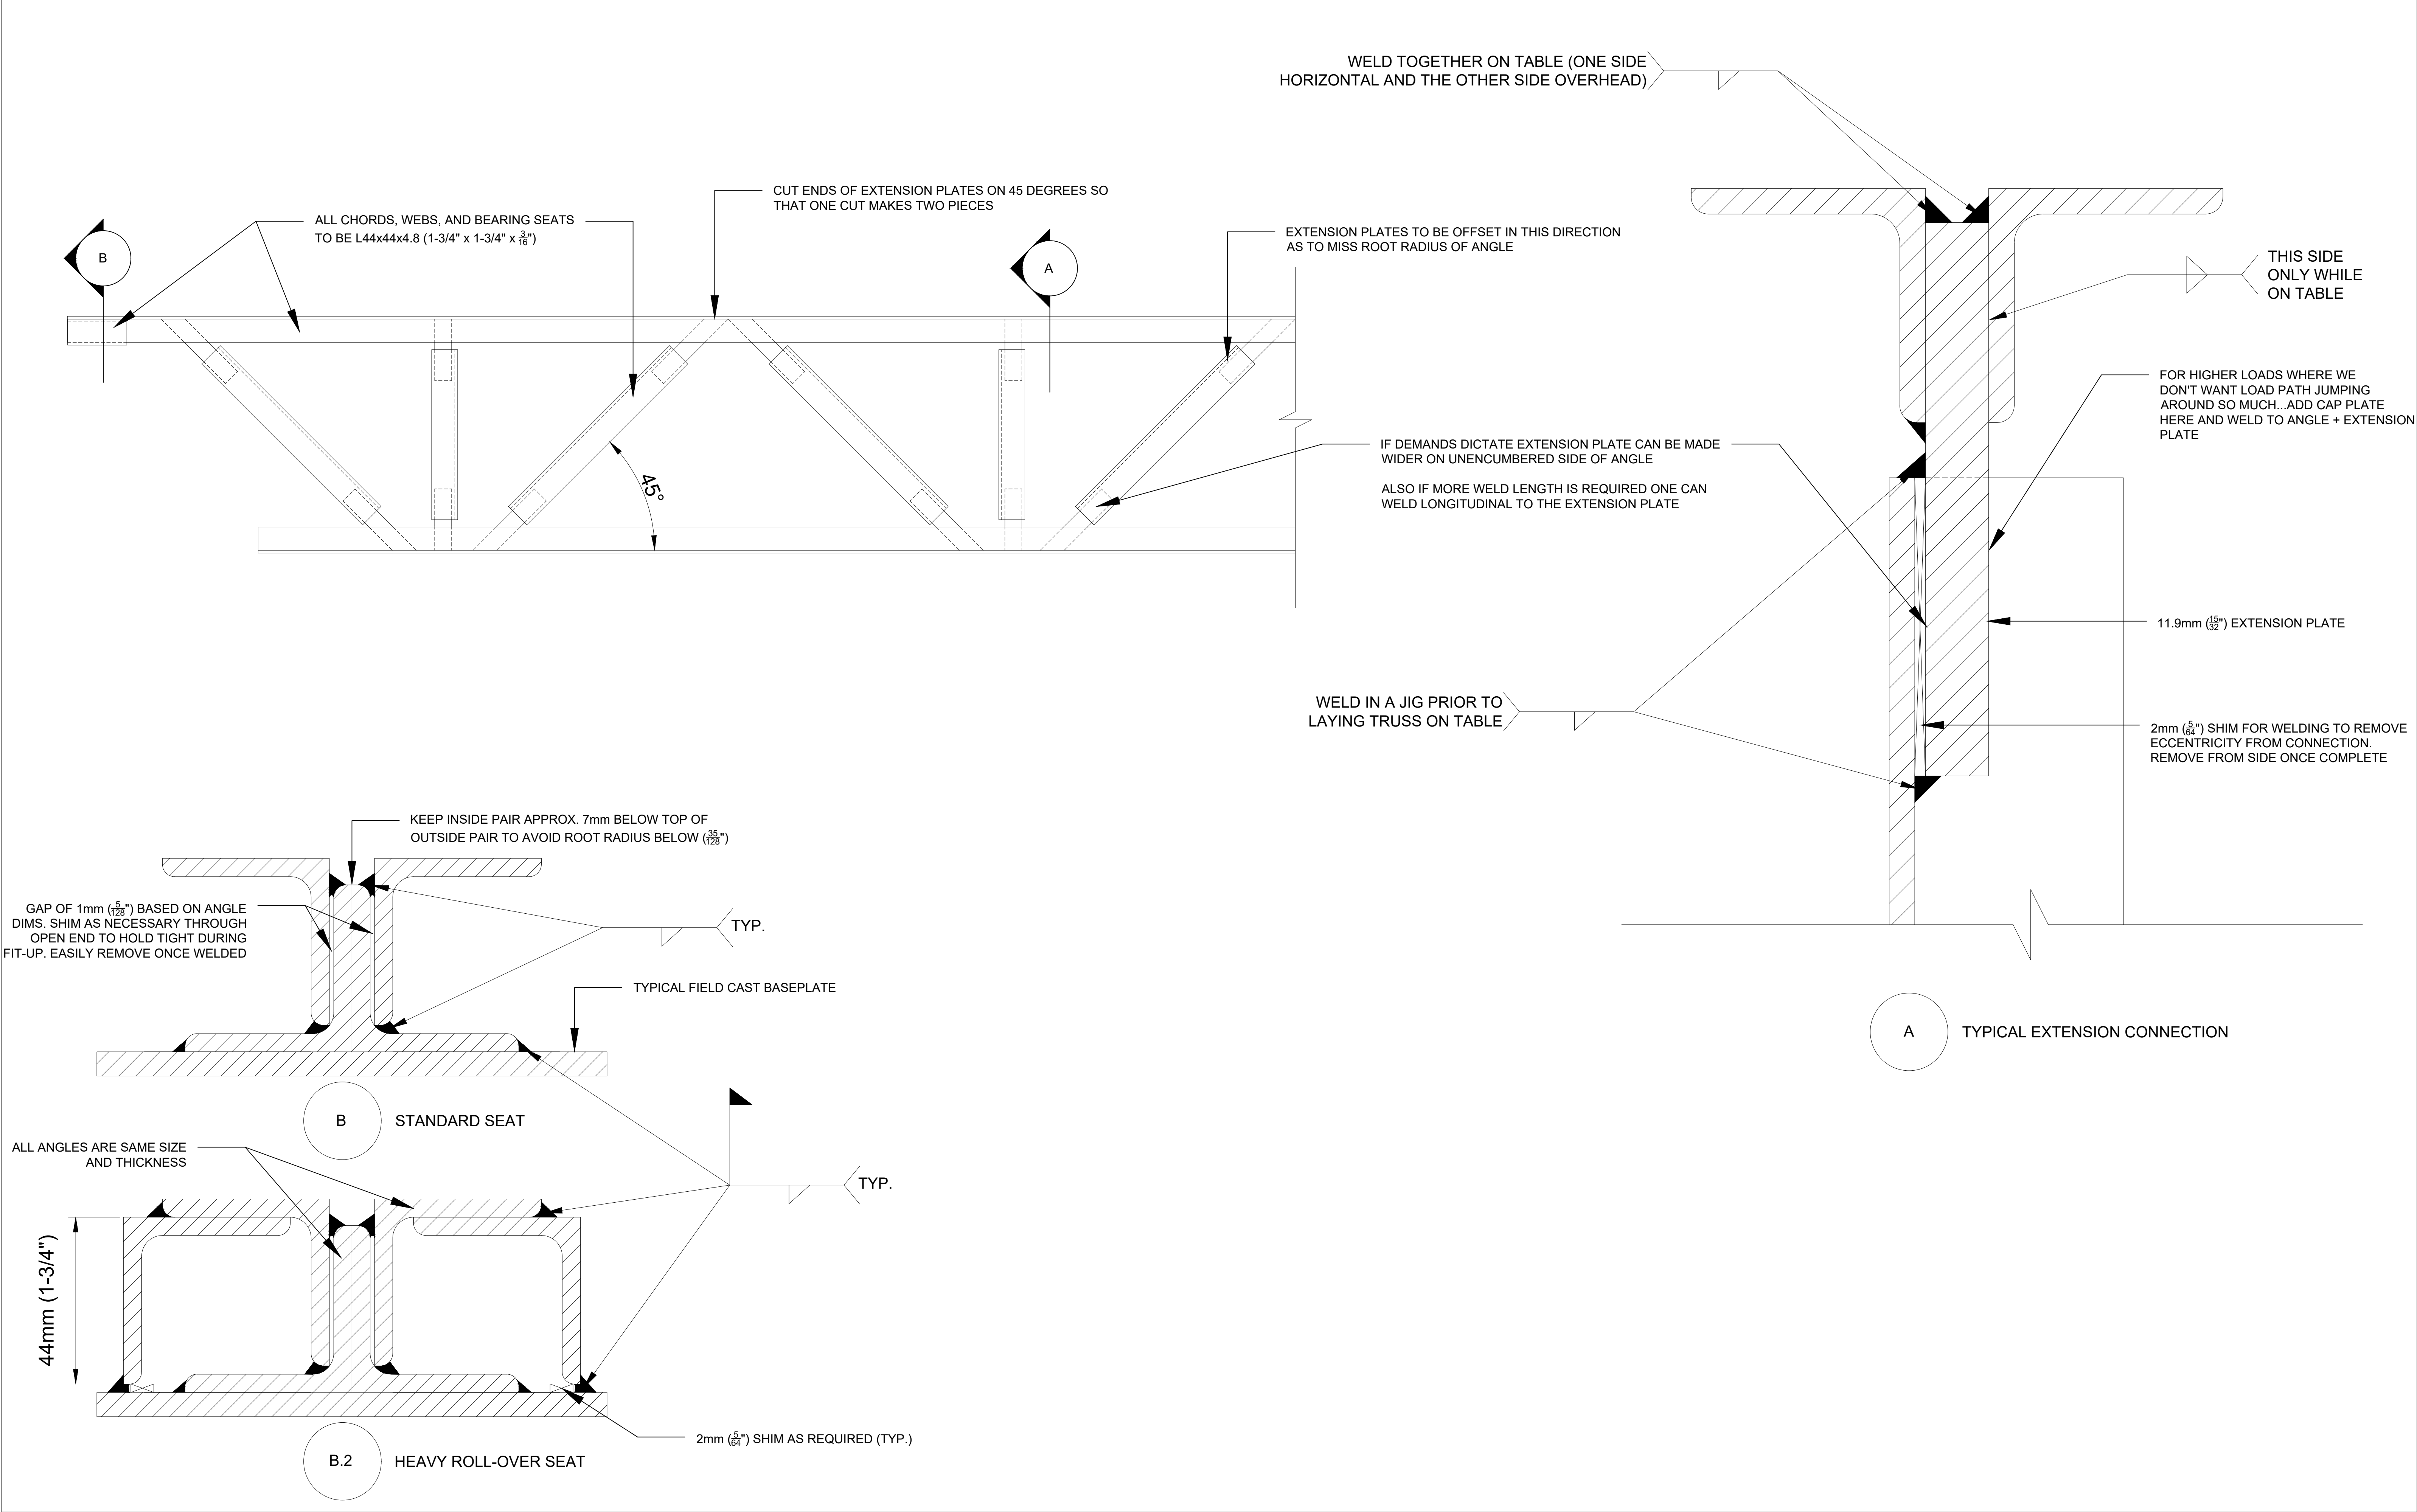 WELD TOGETHER ON TABLE (ONE SIDE
HORIZONTAL AND THE OTHER SIDE OVERHEAD)
CUT ENDS OF EXTENSION PLATES ON 45 DEGREES SO
THAT ONE CUT MAKES TWO PIECES
ALL CHORDS, WEBS, AND BEARING SEATS
TO BE L44x44x4.8 (1-3/4" x 1-3/4" x 3/16")
EXTENSION PLATES TO BE OFFSET IN THIS DIRECTION
AS TO MISS ROOT RADIUS OF ANGLE
B
A
THIS SIDE
ONLY WHILE
ON TABLE
FOR HIGHER LOADS WHERE WE
DON'T WANT LOAD PATH JUMPING
AROUND SO MUCH...ADD CAP PLATE
HERE AND WELD TO ANGLE + EXTENSION
PLATE
IF DEMANDS DICTATE EXTENSION PLATE CAN BE MADE
WIDER ON UNENCUMBERED SIDE OF ANGLE
ALSO IF MORE WELD LENGTH IS REQUIRED ONE CAN
WELD LONGITUDINAL TO THE EXTENSION PLATE
45°
11.9mm (15/32") EXTENSION PLATE
WELD IN A JIG PRIOR TO
LAYING TRUSS ON TABLE
2mm (5/64") SHIM FOR WELDING TO REMOVE
ECCENTRICITY FROM CONNECTION.
REMOVE FROM SIDE ONCE COMPLETE
A
TYPICAL EXTENSION CONNECTION
KEEP INSIDE PAIR APPROX. 7mm BELOW TOP OF
OUTSIDE PAIR TO AVOID ROOT RADIUS BELOW (35/128")
GAP OF 1mm (5/128") BASED ON ANGLE
DIMS. SHIM AS NECESSARY THROUGH
OPEN END TO HOLD TIGHT DURING
FIT-UP. EASILY REMOVE ONCE WELDED
TYP.
TYPICAL FIELD CAST BASEPLATE
B
STANDARD SEAT
ALL ANGLES ARE SAME SIZE
AND THICKNESS
TYP.
44mm (1-3/4")
2mm (5/64") SHIM AS REQUIRED (TYP.)
B.2
HEAVY ROLL-OVER SEAT